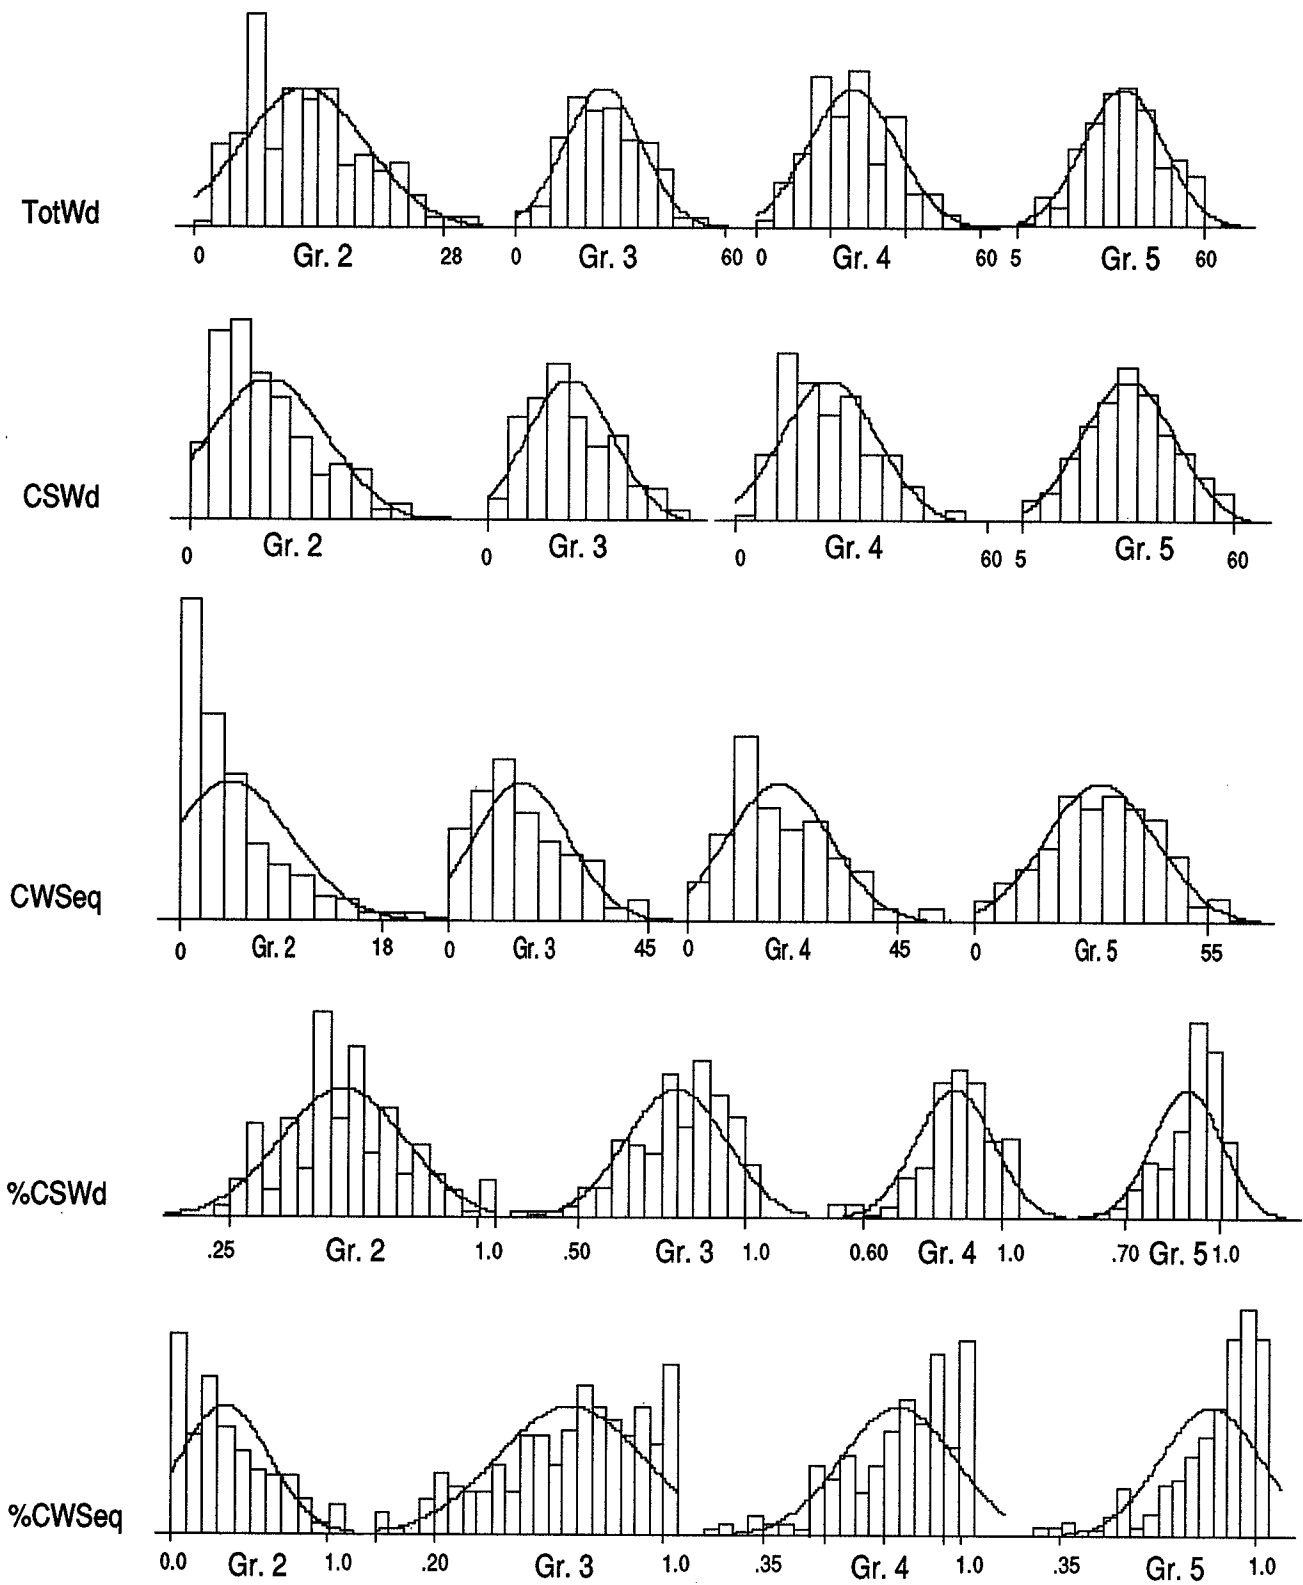 TotWd
0 Gr. 2 28 0 Gr. 3 60 0 Gr. 4 60 5 Gr. 5 60
CSWd
0 Gr. 2 0 Gr. 3 0 Gr. 4 60 5 Gr. 5 60
CWSeq
0 Gr. 2 18 0 Gr. 3 45 0 Gr. 4 45 0 Gr. 5 55
%CSWd
.25 Gr. 2 1.0 .50 Gr. 3 1.0 0.60 Gr. 4 1.0 .70 Gr. 5 1.0
%CWSeq
0.0 Gr. 2 1.0 .20 Gr. 3 1.0 .35 Gr. 4 1.0 .35 Gr. 5 1.0